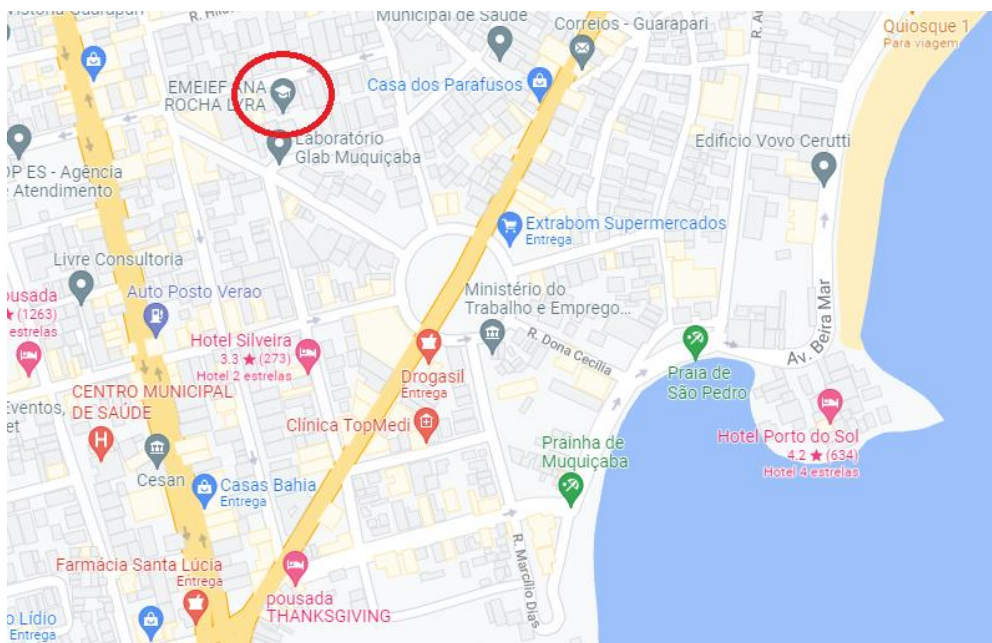 R. Hil
Municipal de Saúde
Correios - Guarapari
R. A
Quiosque 1
Para viagem
EMEIEF ANA
ROCHA LYRA
Casa dos Parafusos
Laboratório
Glab Muquiçaba
Edificio Vovo Cerutti
OP ES - Agência
Atendimento
Extrabom Supermercados
Entrega
Livre Consultoria
Auto Posto Verao
Ministério do
Trabalho e Emprego...
(1263)
estrelas
Hotel Silveira
3.3 ★ (273)
Hotel 2 estrelas
R. Dona Cecília
Av. Beira Mar
Drogasil
Entrega
Praia de
São Pedro
CENTRO MUNICIPAL
DE SAÚDE
Eventos,
et
H
Clínica TopMedi
Hotel Porto do Sol
4.2 ★ (634)
Hotel 4 estrelas
Prainha de
Muquiçaba
Cesan
Casas Bahia
Entrega
R. Marcílio Dias
Farmácia Santa Lúcia
Entrega
pousada
THANKSGIVING
o Lídio
Entrega